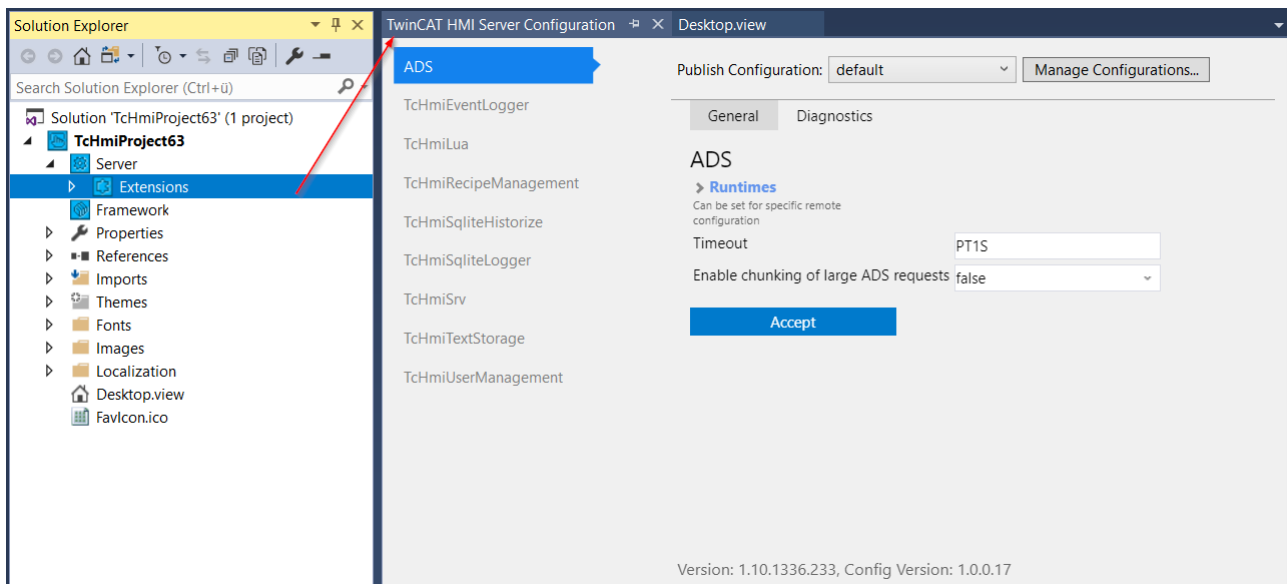 Solution Explorer
Search Solution Explorer (Ctrl+ü)
Solution 'TcHmiProject63' (1 project)
TcHmiProject63
Server
Extensions
Framework
Properties
References
Imports
Themes
Fonts
Images
Localization
Desktop.view
FavIcon.ico
TwinCAT HMI Server Configuration
Desktop.view
ADS
TcHmiEventLogger
TcHmiLua
TcHmiRecipeManagement
TcHmiSqliteHistorize
TcHmiSqliteLogger
TcHmiSrv
TcHmiTextStorage
TcHmiUserManagement
Publish Configuration: default Manage Configurations...
General Diagnostics
ADS
Runtimes
Can be set for specific remote
configuration
Timeout PT1S
Enable chunking of large ADS requests false
Accept
Version: 1.10.1336.233, Config Version: 1.0.0.17